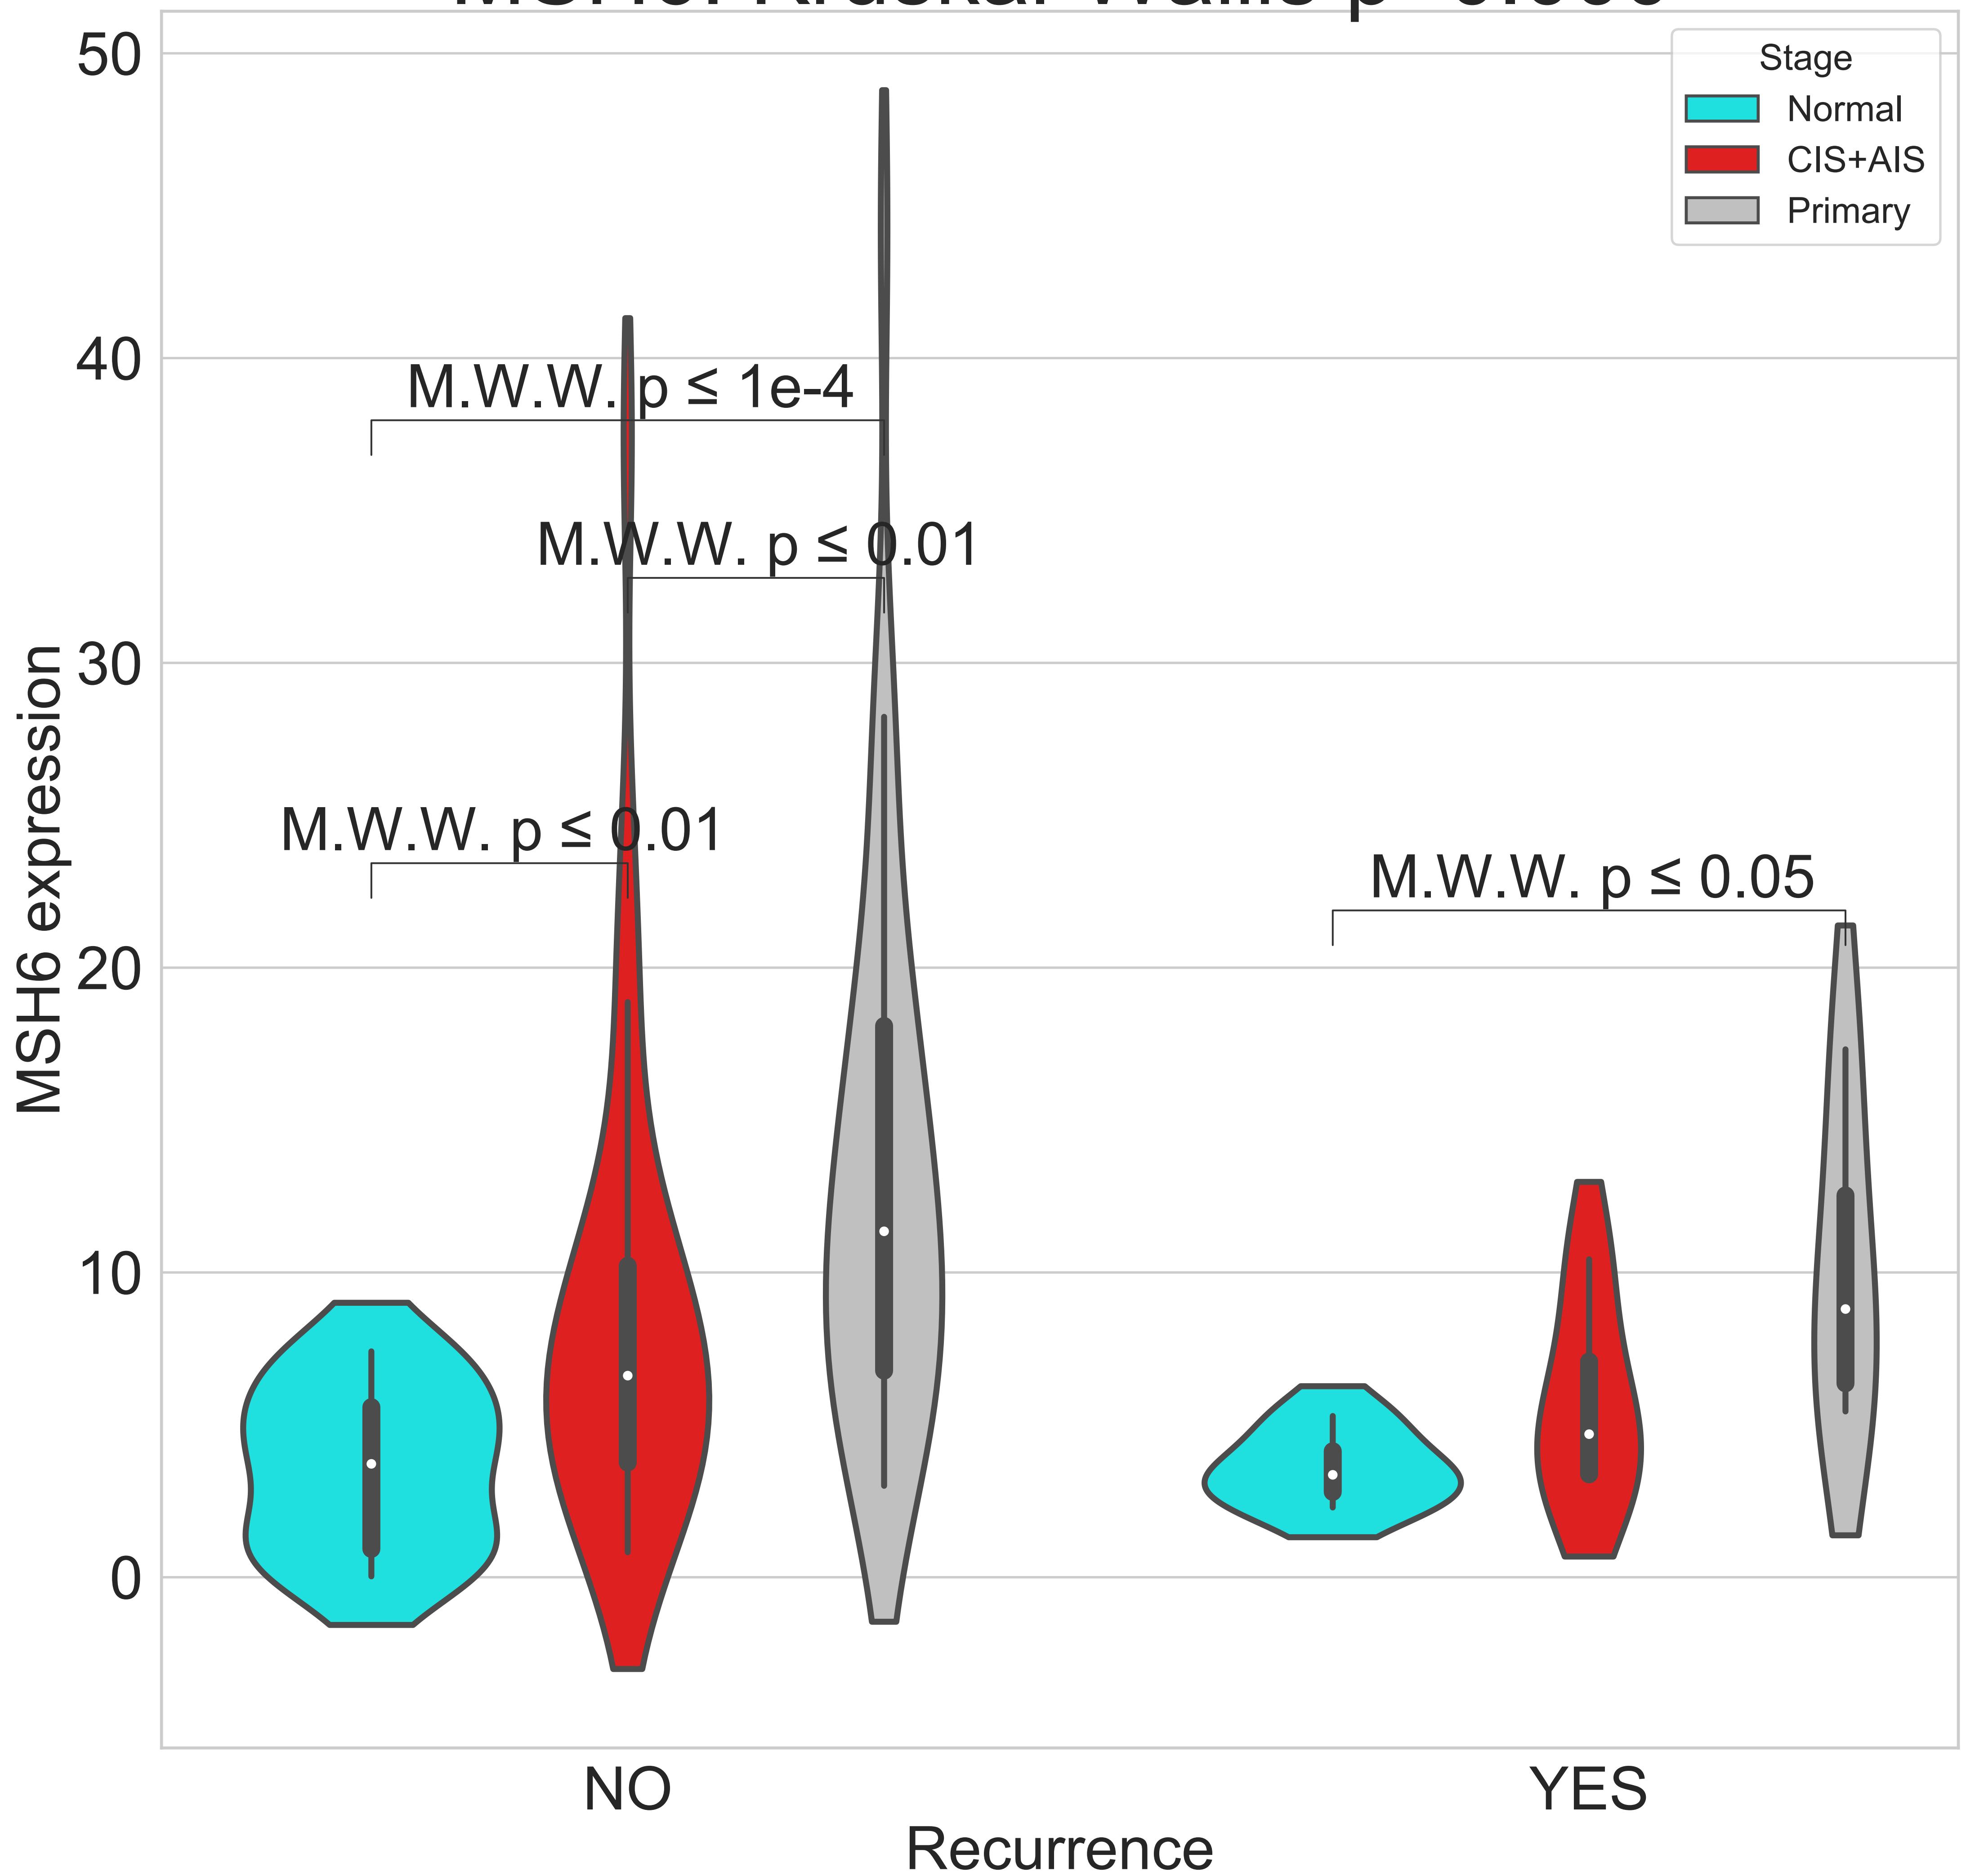 50
Stage
Normal
CIS+AIS
Primary
40
M.W.W. p ≤ 1e-4
M.W.W. p ≤ 0.01
30
M.W.W. p ≤ 0.01
M.W.W. p ≤ 0.05
20
10
0
MSH6 expression
NO
YES
Recurrence